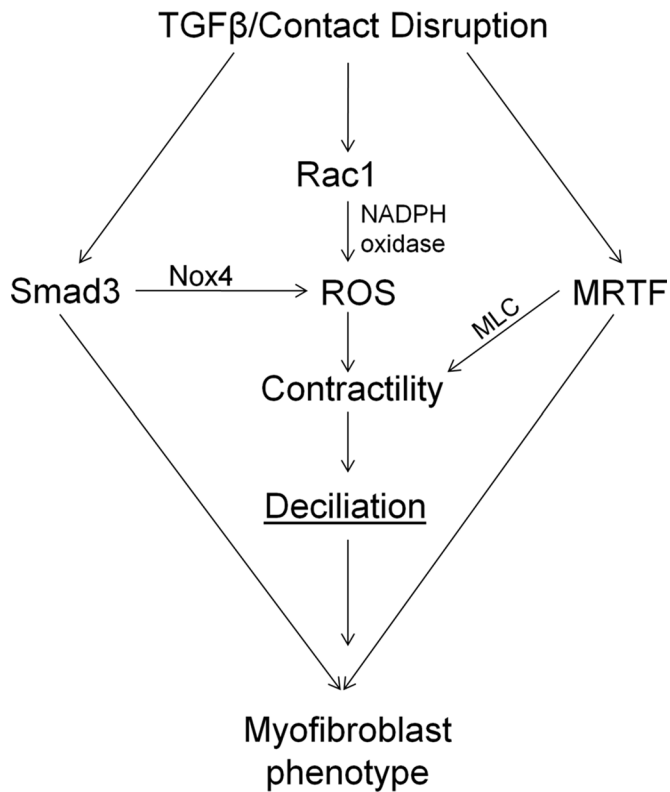 TGFβ/Contact Disruption
Rac1
NADPH
oxidase
Smad3
Nox4
ROS
MRTF
MLC
Contractility
Deciliation
Myofibroblast
phenotype